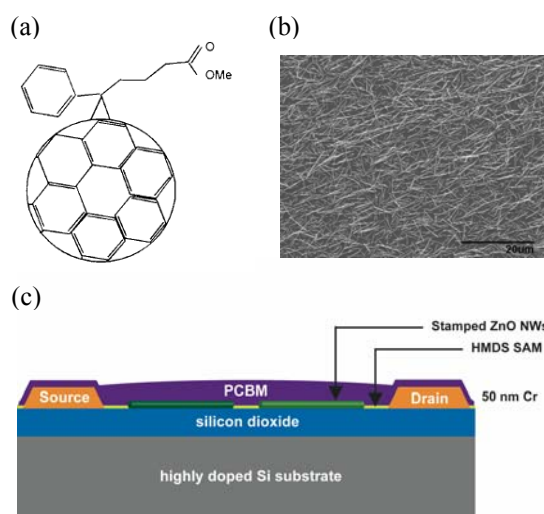 (a)
(b)
O
OMe
20um
(c)
Stamped ZnO NWs
HMDS SAM
PCBM
Source
Drain
50 nm Cr
silicon dioxide
highly doped Si substrate